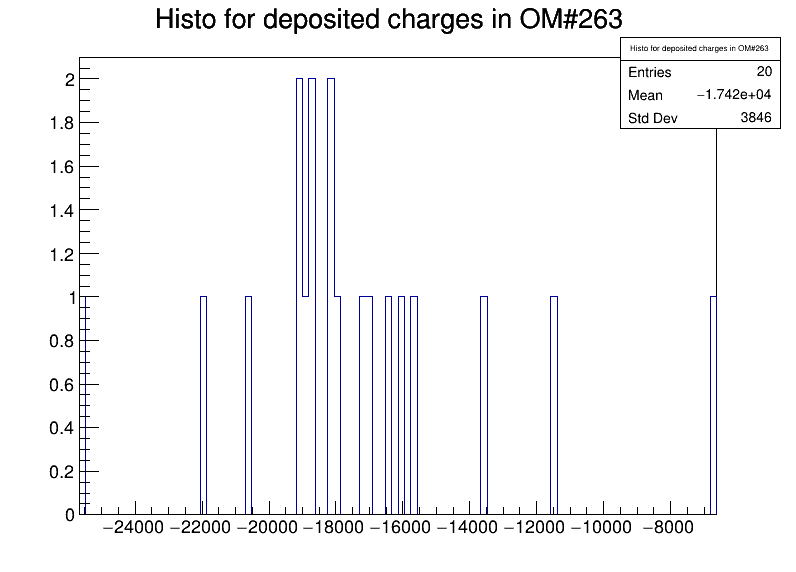 Histo for deposited charges in OM#263
Histo for deposited charges in OM#263
Entries 20
Mean −1.742e+04
Std Dev 3846
2
1.8
1.6
1.4
1.2
1
0.8
0.6
0.4
0.2
0
−24000 −22000 −20000 −18000 −16000 −14000 −12000 −10000 −8000